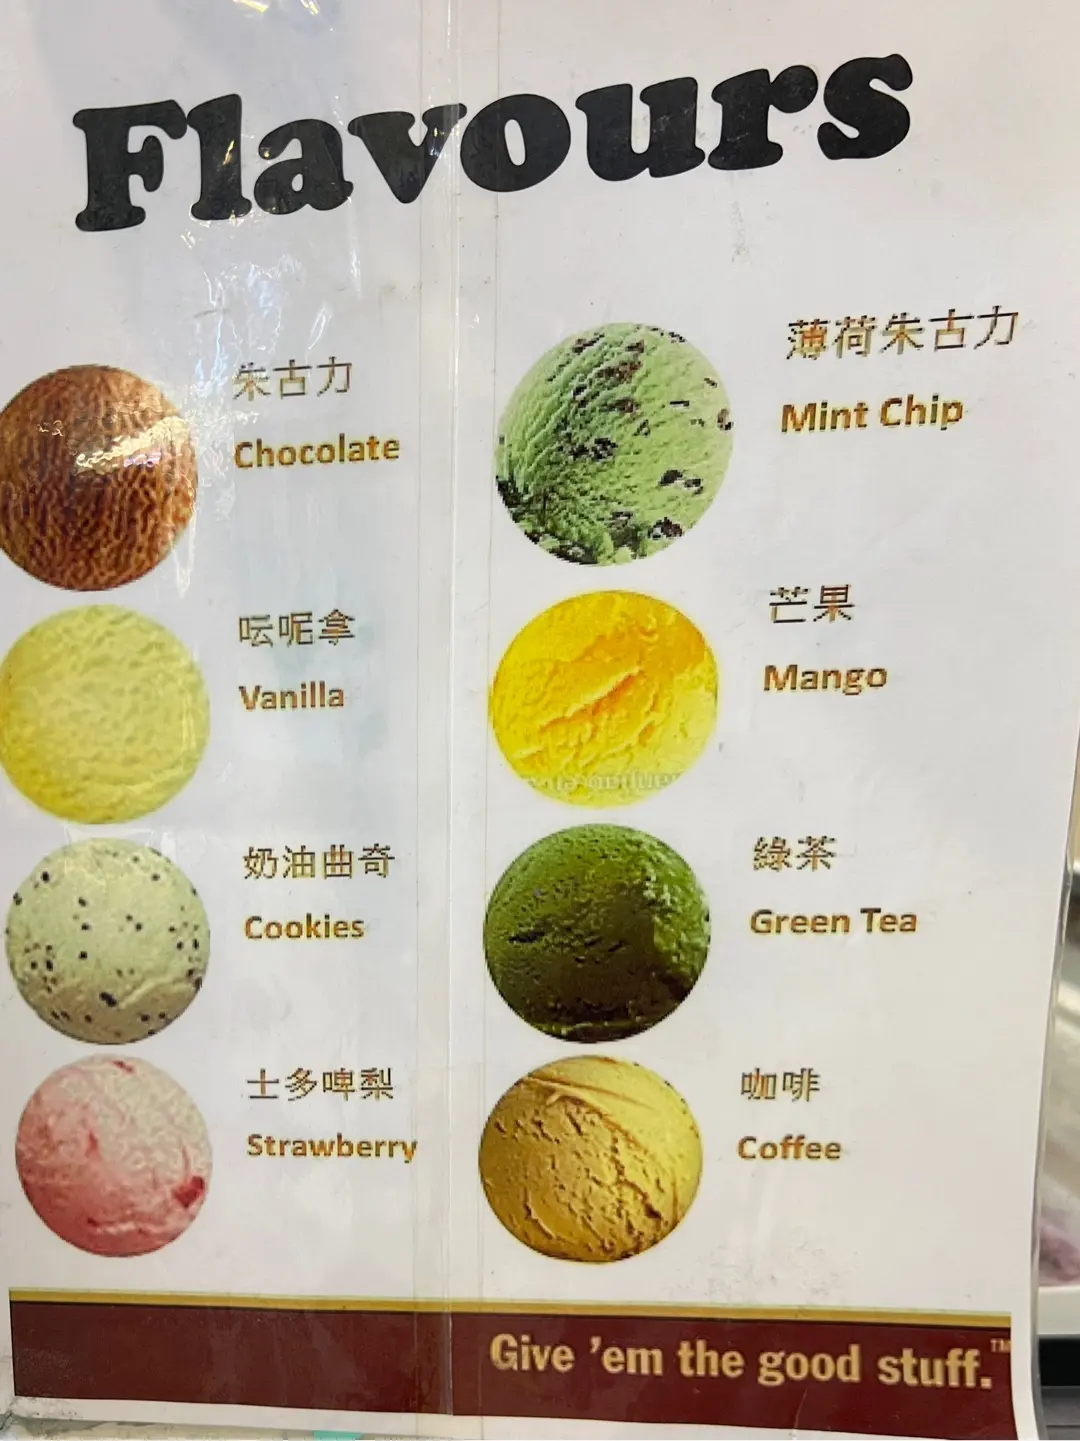 Flavours
朱古力
Chocolate
呍呢拿
Vanilla
奶油曲奇
Cookies
士多啤梨
Strawberry
薄荷朱古力
Mint Chip
芒果
Mango
綠茶
Green Tea
咖啡
Coffee
Give 'em the good stuff.™